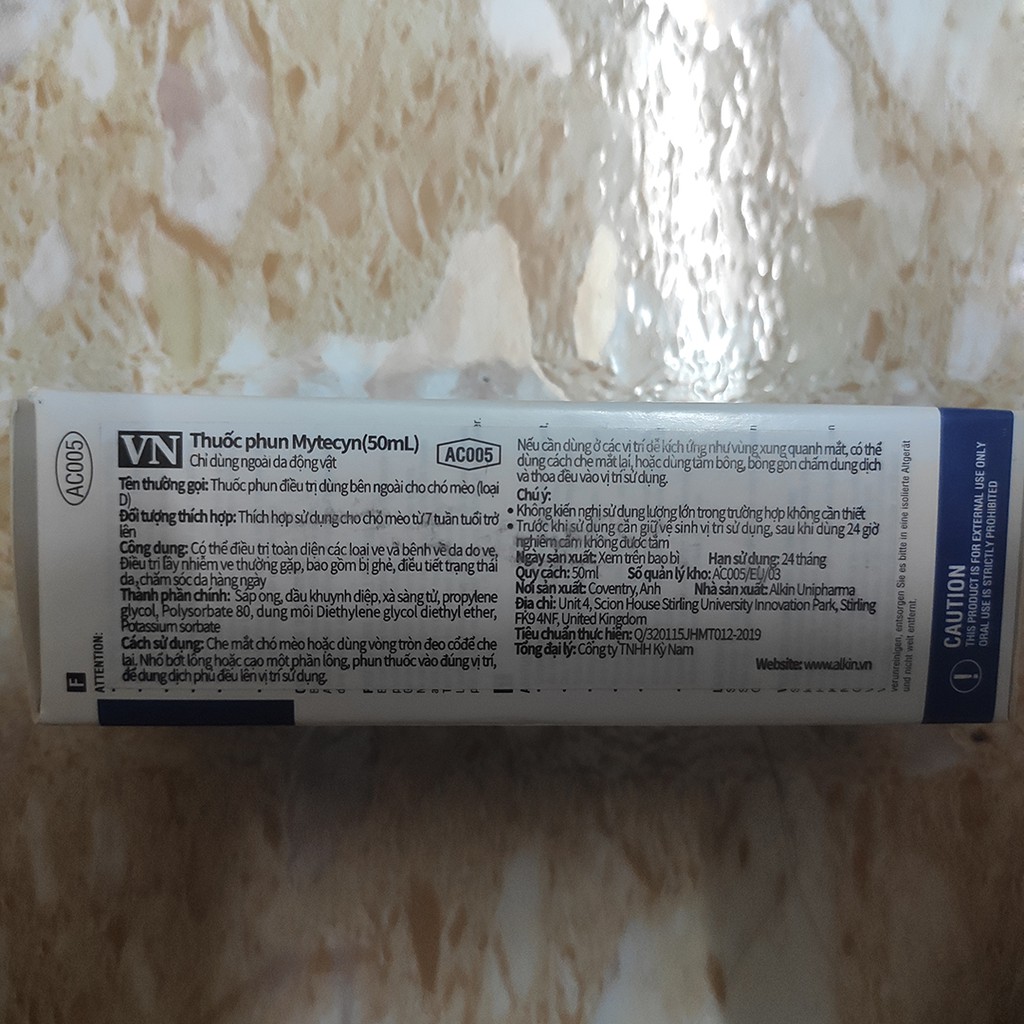 AC005
VN
Thuốc phun Mytecyn(50mL)
Chỉ dùng ngoài da động vật
AC005
Tên thường gọi: Thuốc phun điều trị dùng bên ngoài cho chó mèo (loại
D)
Đối tượng thích hợp: Thích hợp sử dụng cho chó mèo từ 7 tuần tuổi trở
lên
Công dụng: Có thể điều trị toàn diện các loại ve và bệnh về da do ve,
Điều trị lây nhiễm ve thường gặp, bao gồm bị ghẻ, điều tiết trạng thái
da, chăm sóc da hàng ngày
Thành phần chính: Sáp ong, dầu khuynh diệp, xà sàng tử, propylene
glycol, Polysorbate 80, dung môi Diethylene glycol diethyl ether,
Potassium sorbate
Cách sử dụng: Che mắt chó mèo hoặc dùng vòng tròn đeo cổ để che
lại. Nhổ bớt lông hoặc cạo một phần lông, phun thuốc vào đúng vị trí,
để dung dịch phủ đều lên vị trí sử dụng.
Nếu cần dùng ở các vị trí dễ kích ứng như vùng xung quanh mắt, có thể
dùng cách che mắt lại, hoặc dùng tăm bông, bông gòn chấm dung dịch
và thoa đều vào vị trí sử dụng.
Chú ý:
• Không kiến nghị sử dụng lượng lớn trong trường hợp không cần thiết
• Trước khi sử dụng cần giữ vệ sinh vị trí sử dụng, sau khi dùng 24 giờ
nghiêm cấm không được tắm
Ngày sản xuất: Xem trên bao bì Hạn sử dụng: 24 tháng
Quy cách: 50ml Số quản lý kho: AC005/EU/03
Nơi sản xuất: Coventry, Anh Nhà sản xuất: Alkin Unipharma
Địa chỉ: Unit 4, Scion House Stirling University Innovation Park, Stirling
FK9 4NF, United Kingdom
Tiêu chuẩn thực hiện: Q/320115JHMT012-2019
Tổng đại lý: Công ty TNHH Kỳ Nam
Website: www.alkin.vn
F
ATTENTION:
verunreinigen, entsorgen Sie es bitte in eine isolierte Altgerät
und nicht weit entfernt.
CAUTION
THIS PRODUCT IS FOR EXTERNAL USE ONLY
ORAL USE IS STRICTLY PROHIBITED